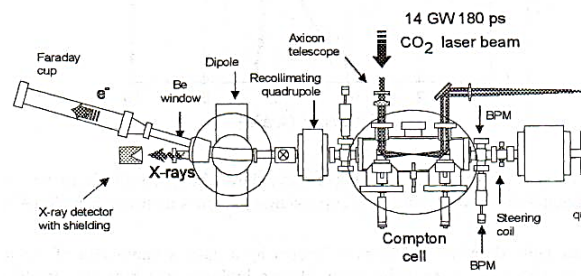 14 GW 180 ps
CO2 laser beam
Axicon
telescope
Dipole
Recollimating
quadrupole
Faraday
cup
e-
Be
window
BPM
X-rays
X-ray detector
with shielding
Compton
cell
Steering
coil
BPM